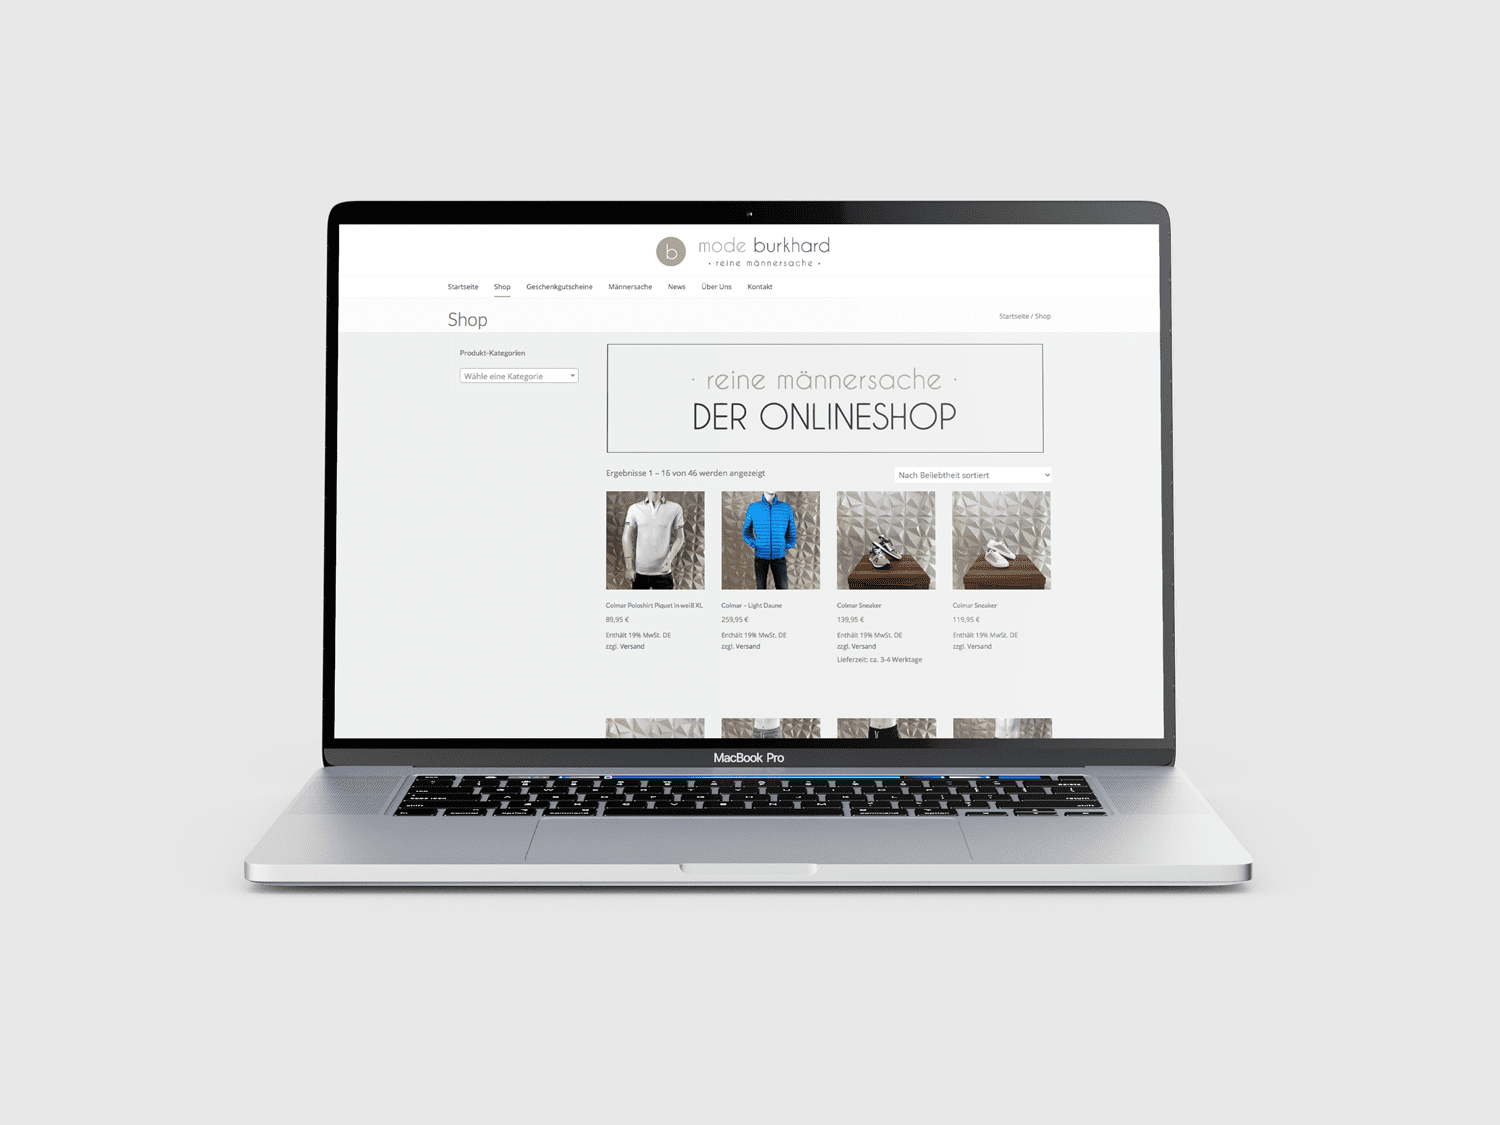 b
mode burkhard
· reine männersache ·
Startseite Shop Geschenkgutscheine Männersache News Über Uns Kontakt
Shop
Startseite / Shop
Produkt-Kategorien
Wähle eine Kategorie
· reine männersache ·
DER ONLINESHOP
Ergebnisse 1 – 16 von 46 werden angezeigt
Nach Beliebtheit sortiert
Colmar Poloshirt Piquet in weiß XL
89,95 €
Enthält 19% MwSt. DE
zzgl. Versand
Colmar – Light Daune
259,95 €
Enthält 19% MwSt. DE
zzgl. Versand
Colmar Sneaker
139,95 €
Enthält 19% MwSt. DE
zzgl. Versand
Lieferzeit: ca. 3-4 Werktage
Colmar Sneaker
119,95 €
Enthält 19% MwSt. DE
zzgl. Versand
MacBook Pro